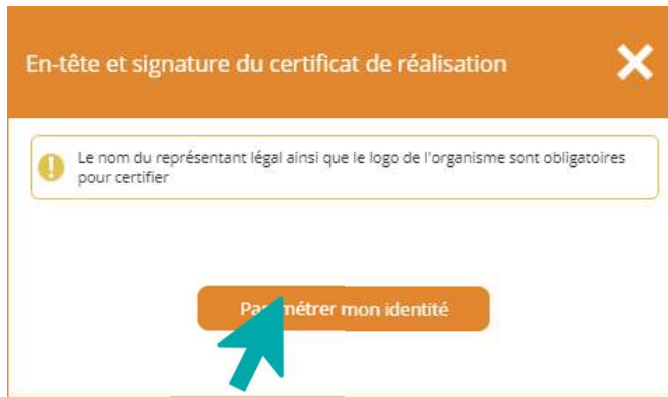 En-tête et signature du certificat de réalisation
Le nom du représentant légal ainsi que le logo de l'organisme sont obligatoires
pour certifier
Paramétrer mon identité